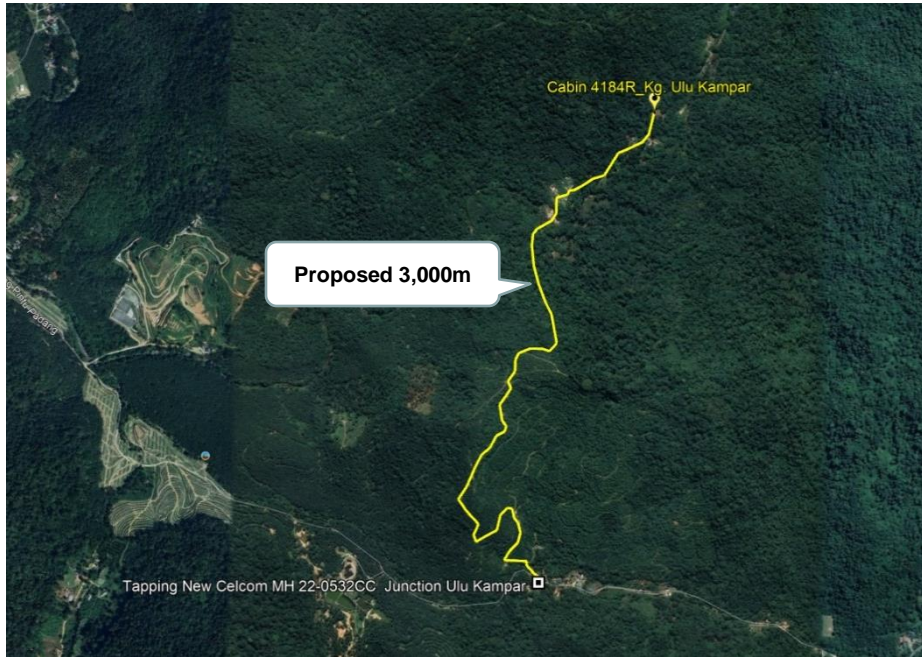 Cabin 4184R_Kg. Ulu Kampar
Proposed 3,000m
Tapping New Celcom MH 22-0532CC Junction Ulu Kampar